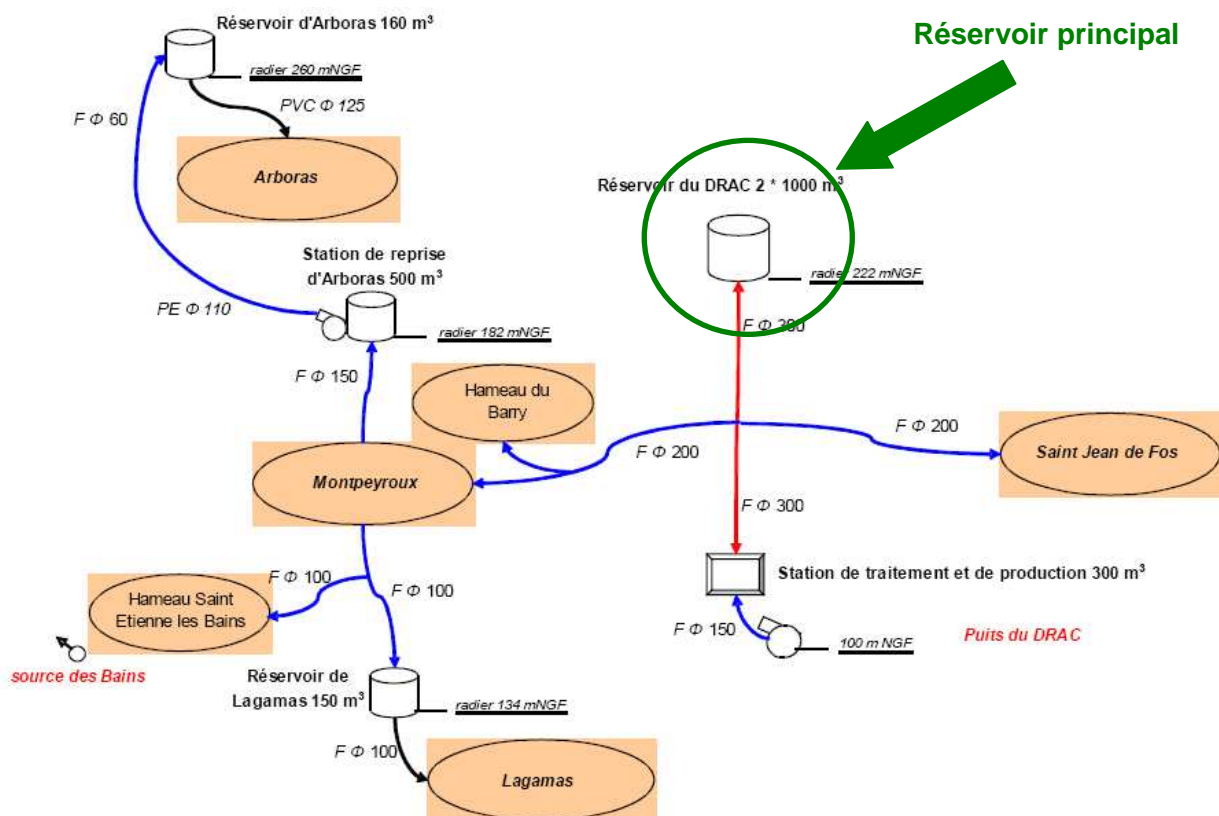 Réservoir d'Arboras 160 m³
radier 260 mNGF
PVC Φ 125
F Φ 60
Arboras
Réservoir principal
Réservoir du DRAC 2 * 1000 m³
radier 222 mNGF
F Φ 300
Station de reprise
d'Arboras 500 m³
PE Φ 110
radier 182 mNGF
F Φ 150
Hameau du
Barry
F Φ 200
F Φ 200
Saint Jean de Fos
Montpeyroux
F Φ 300
F Φ 100
F Φ 100
Station de traitement et de production 300 m³
Hameau Saint
Etienne les Bains
F Φ 150
100 m NGF
Puits du DRAC
source des Bains
Réservoir de
Lagamas 150 m³
radier 134 mNGF
F Φ 100
Lagamas